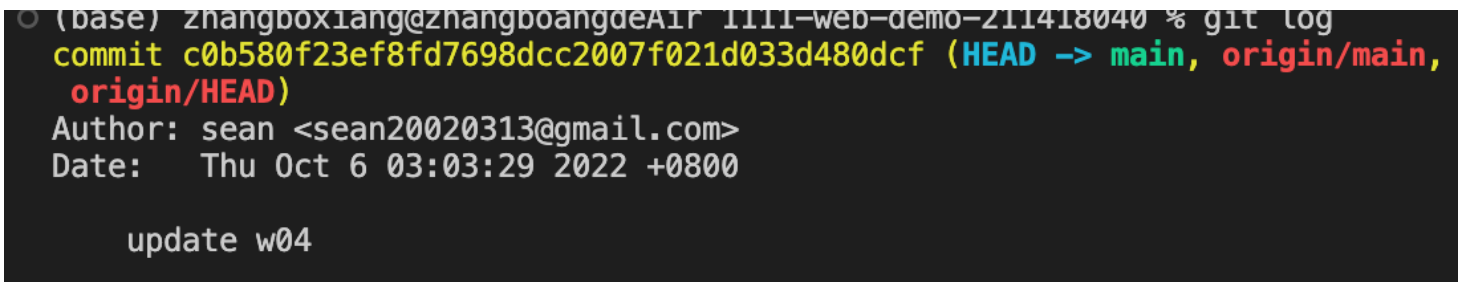 (base) zhangboxiang@zhangboangdeAir 1111-web-demo-211418040 % git log
commit c0b580f23ef8fd7698dcc2007f021d033d480dcf (HEAD -> main, origin/main,
origin/HEAD)
Author: sean <sean20020313@gmail.com>
Date:   Thu Oct 6 03:03:29 2022 +0800
update w04